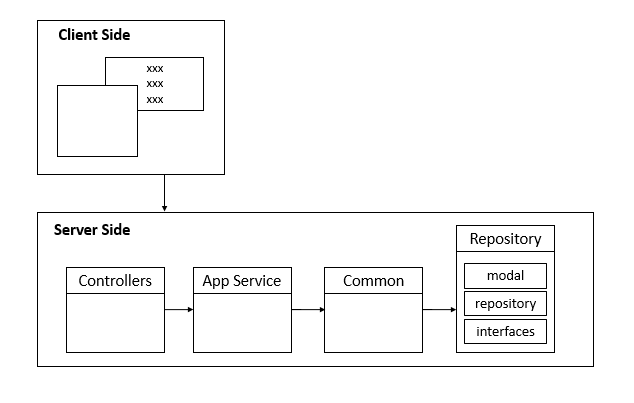 Client Side
xxx
xxx
xxx
Server Side
Controllers
App Service
Common
Repository
modal
repository
interfaces